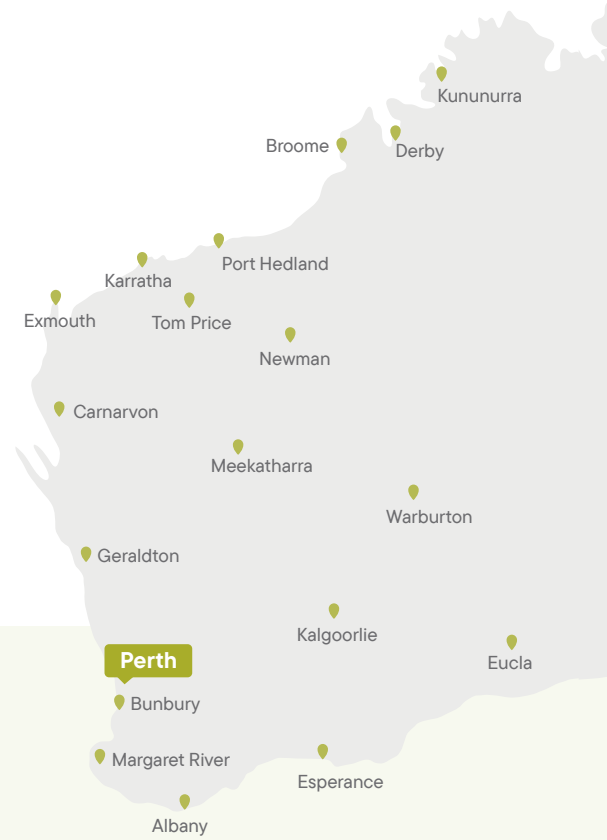 Kununurra
Broome
Derby
Port Hedland
Karratha
Exmouth
Tom Price
Newman
Carnarvon
Meekatharra
Warburton
Geraldton
Kalgoorlie
Perth
Eucla
Bunbury
Margaret River
Esperance
Albany